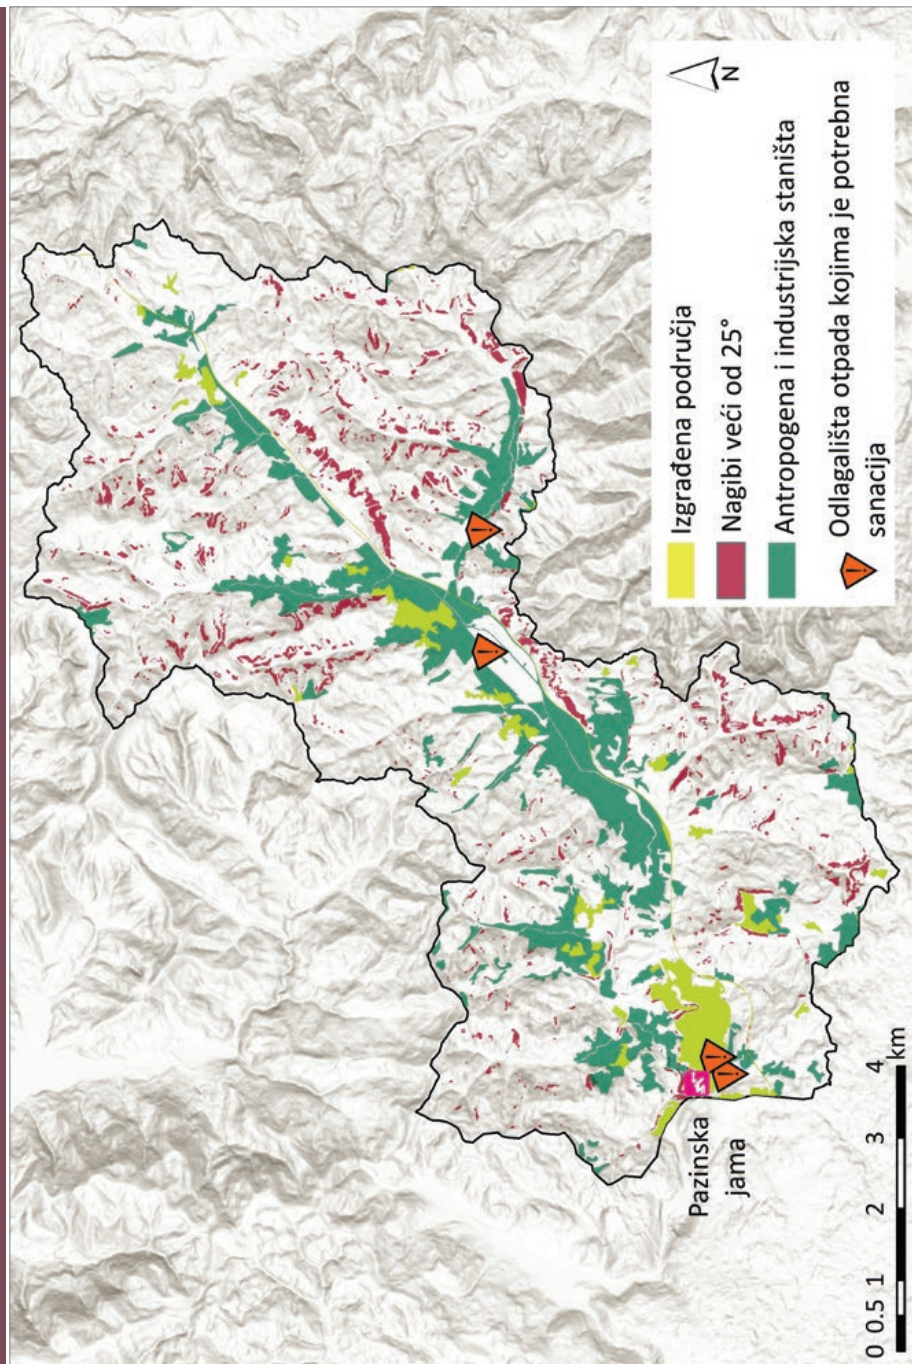 N
Izgrađena područja
Nagibi veći od 25°
Antropogena i industrijska staništa
Odlagališta otpada kojima je potrebna
sanacija
Pazinska
jama
0 0.5 1 2 3 4
km